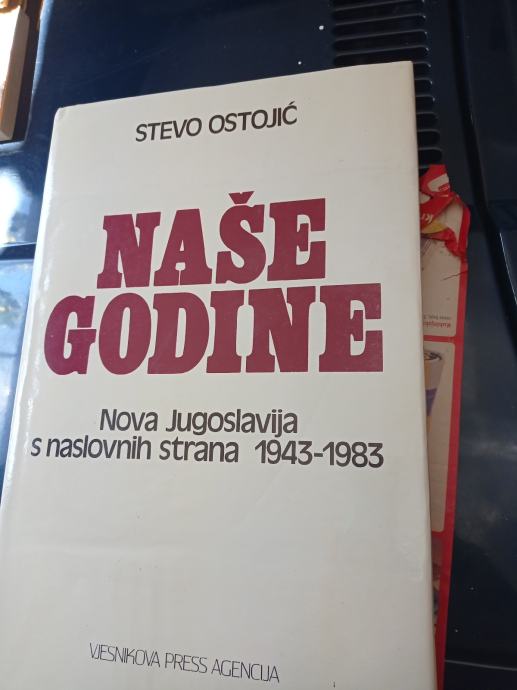 STEVO OSTOJIĆ
NAŠE
GODINE
Nova Jugoslavija
s naslovnih strana 1943-1983
VJESNIKOVA PRESS AGENCIJA